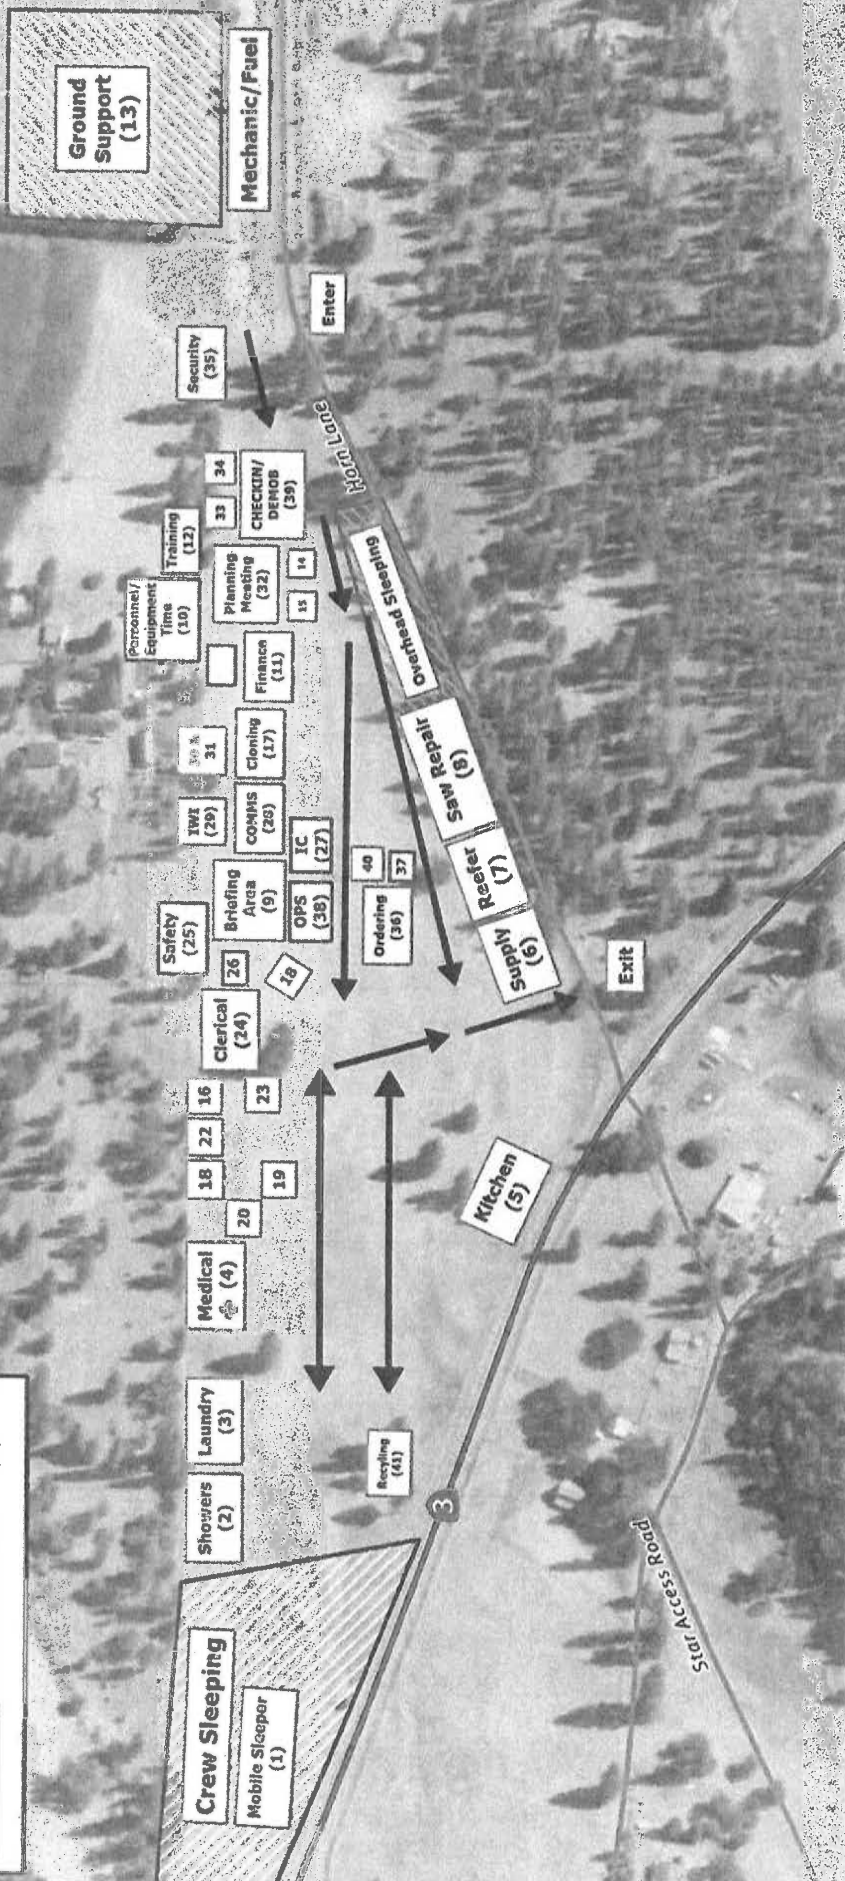 Crew Sleeping
Mobile Sleeper
(1)
Showers
(2)
Laundry
(3)
Medical
(4)
20
18
19
22
16
23
Clerical
(24)
26
18
Safety
(25)
Briefing
Area
(9)
OPS
(38)
IC
(27)
IWI
(29)
COMMS
(28)
31
Cloning
(17)
Finance
(11)
Personnel/
Equipment
Time
(10)
Training
(12)
Planning
Meeting
(32)
15
14
33
34
CHECKIN/
DEMOB
(39)
Security
(35)
Ground
Support
(13)
Mechanic/Fuel
Enter
Horn Lane
Overhead Sleeping
Saw Repair
(8)
Reefer
(7)
Supply
(6)
Exit
40
37
Ordering
(36)
Kitchen
(5)
Recyling
(41)
3
Star Access Road